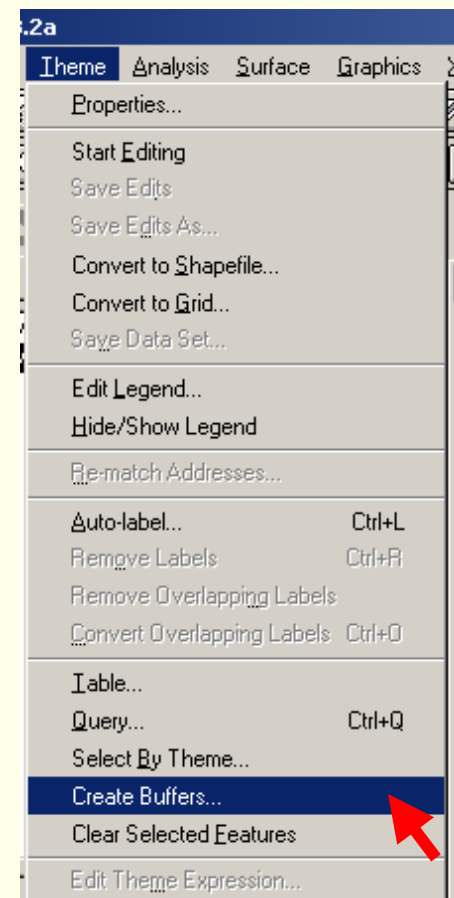 .2a
Theme Analysis Surface Graphics
Properties...
Start Editing
Save Edits
Save Edits As...
Convert to Shapefile...
Convert to Grid...
Save Data Set...
Edit Legend...
Hide/Show Legend
Re-match Addresses...
Auto-label... Ctrl+L
Remove Labels Ctrl+R
Remove Overlapping Labels
Convert Overlapping Labels Ctrl+O
Table...
Query... Ctrl+Q
Select By Theme...
Create Buffers...
Clear Selected Features
Edit Theme Expression...